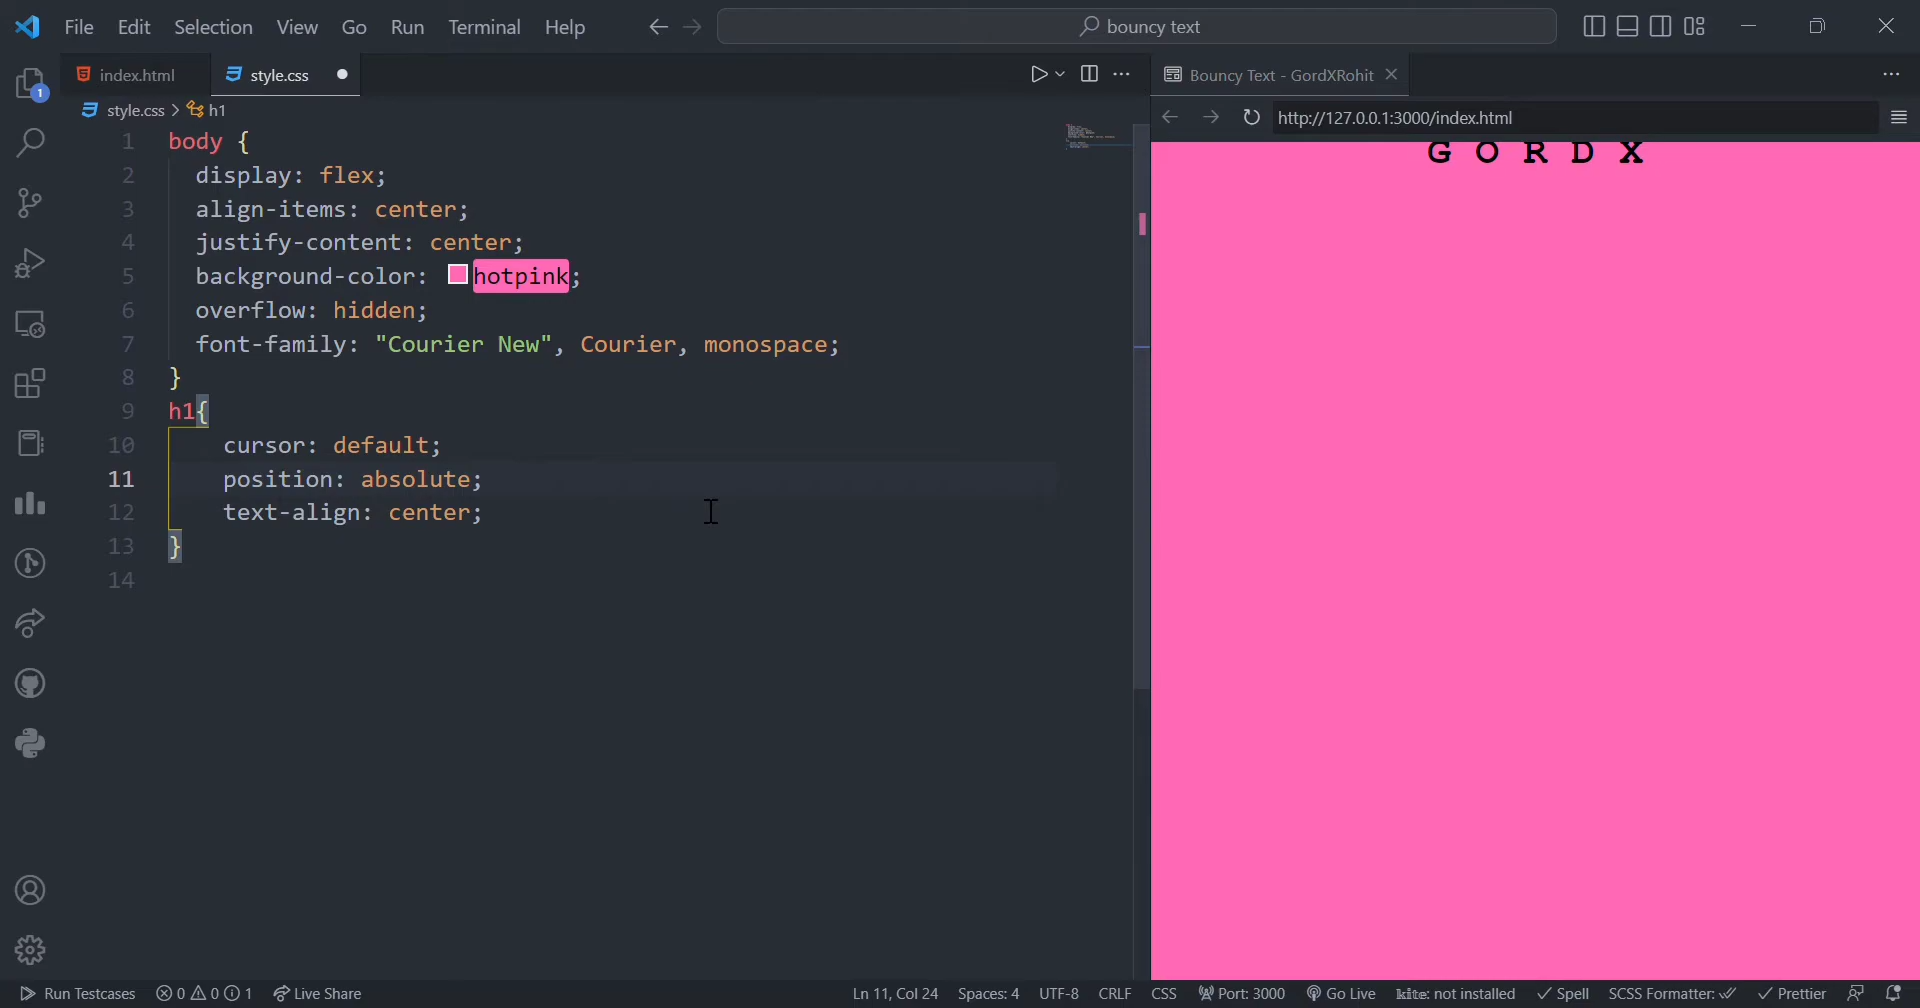 File Edit Selection View Go Run Terminal Help
bouncy text
index.html
style.css
Bouncy Text - GordXRohit
style.css > h1
http://127.0.0.1:3000/index.html
1
1 body {
2 display: flex;
3 align-items: center;
4 justify-content: center;
5 background-color: hotpink;
6 overflow: hidden;
7 font-family: "Courier New", Courier, monospace;
8 }
9 h1{
10 cursor: default;
11 position: absolute;
12 text-align: center;
13 }
14
G O R D X
Run Testcases 0 0 1 Live Share Ln 11, Col 24 Spaces: 4 UTF-8 CRLF CSS Port: 3000 Go Live kite: not installed Spell SCSS Formatter: Prettier